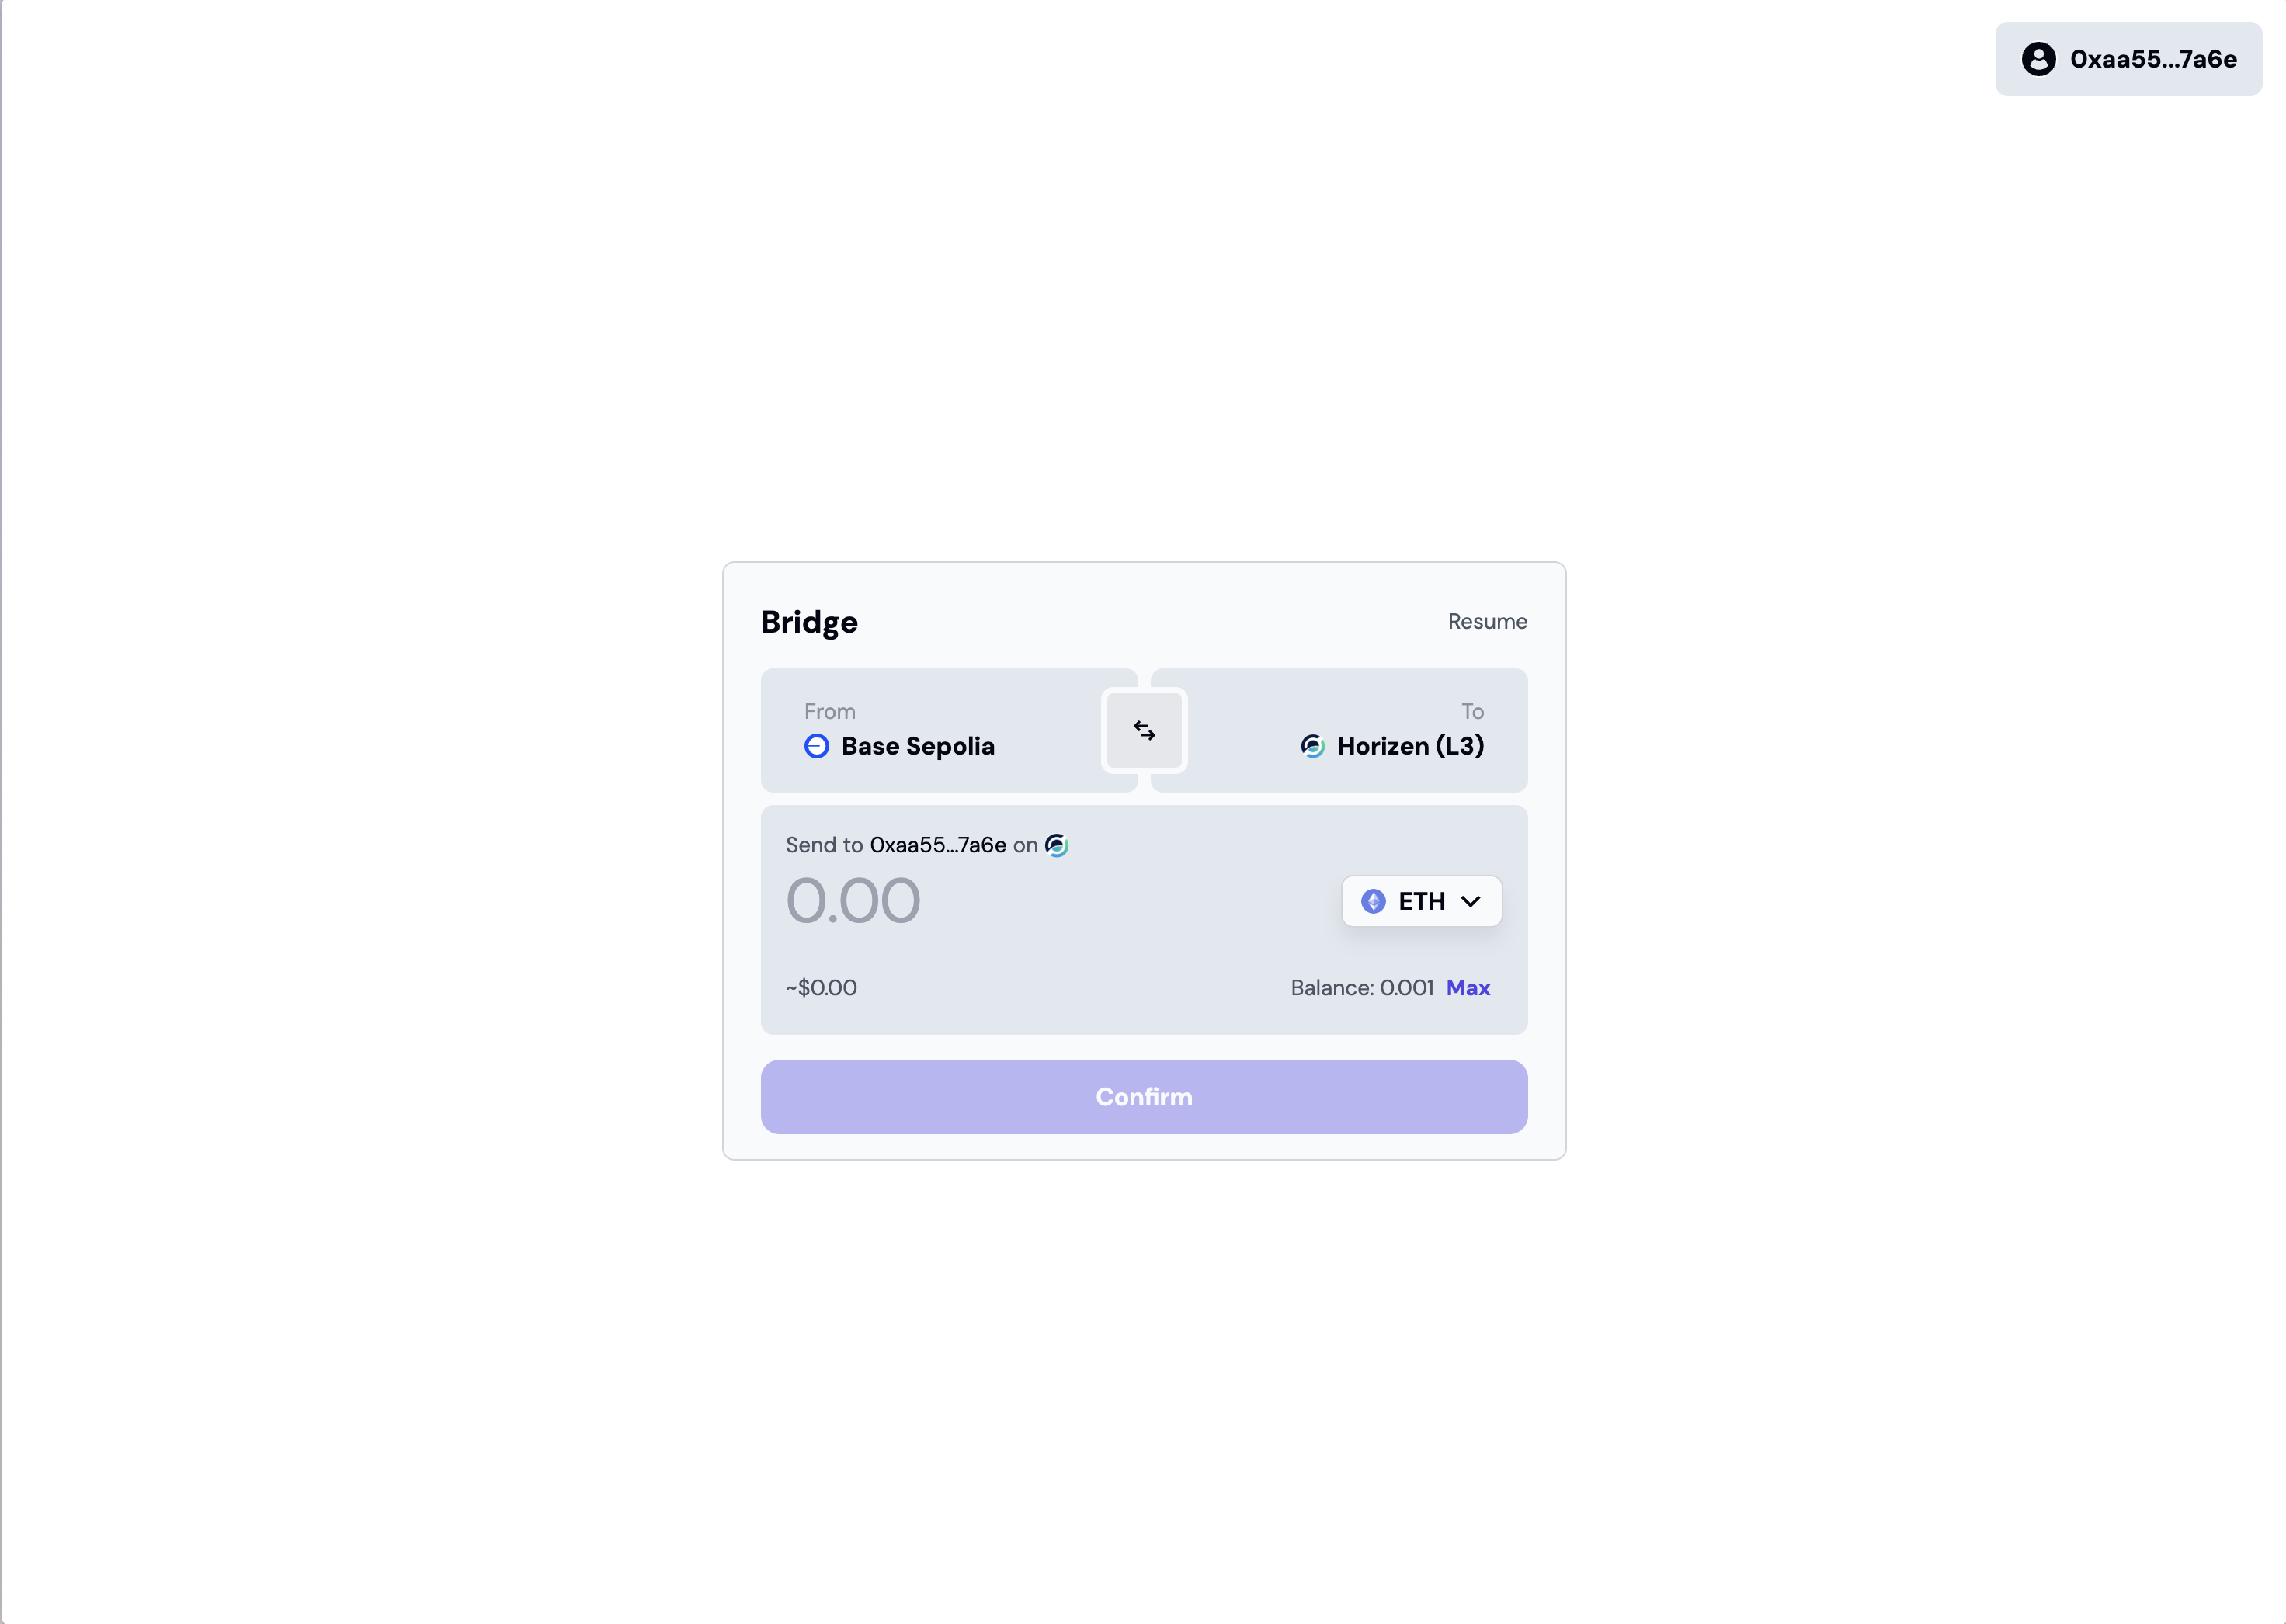 0xaa55...7a6e
Bridge
Resume
From
To
Base Sepolia
Horizen (L3)
Send to 0xaa55...7a6e on
0.00
ETH
~$0.00
Balance: 0.001 Max
Confirm